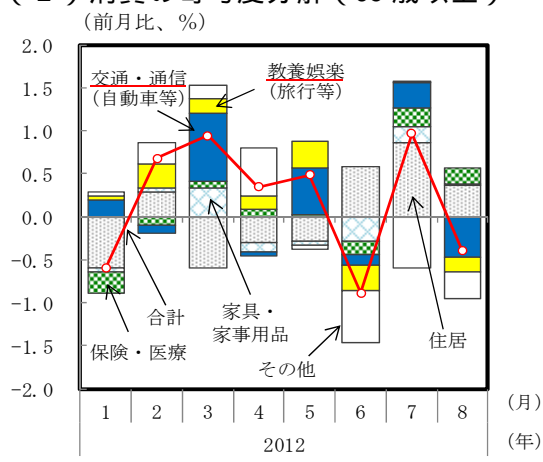 (2)消費の寄与度分解(65歳以上)
(前月比、%)
2.0
1.5
1.0
0.5
0.0
-0.5
-1.0
-1.5
-2.0
交通・通信
(自動車等)
教養娯楽
(旅行等)
合計
保険・医療
家具・
家事用品
その他
住居
1 2 3 4 5 6 7 8 (月)
2012 (年)